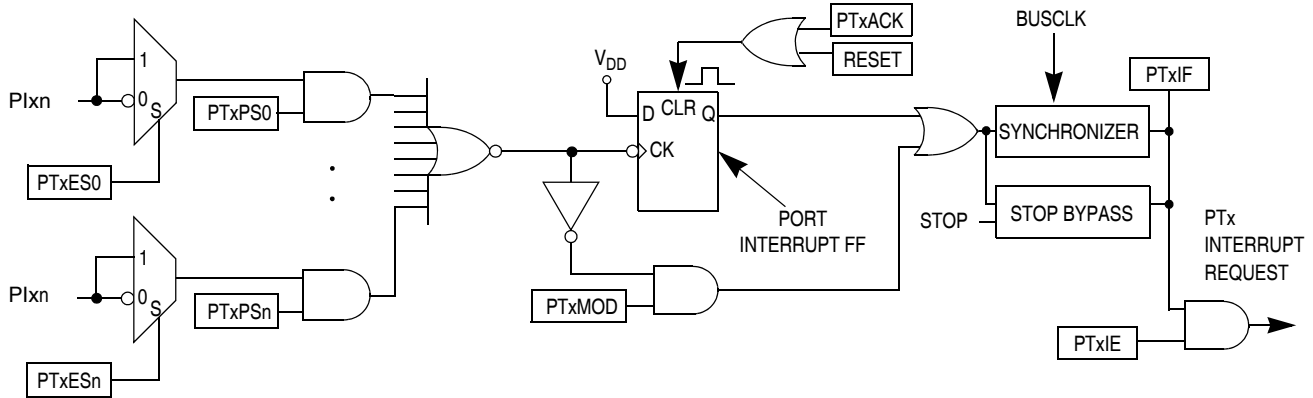 PIxn
1
0
S
PTxES0
PTxPS0
PIxn
1
0
S
PTxESn
PTxPSn
VDD
D
CLR
Q
CK
PTxACK
RESET
PORT
INTERRUPT FF
PTxMOD
BUSCLK
SYNCHRONIZER
STOP
STOP BYPASS
PTxIF
PTx
INTERRUPT
REQUEST
PTxIE